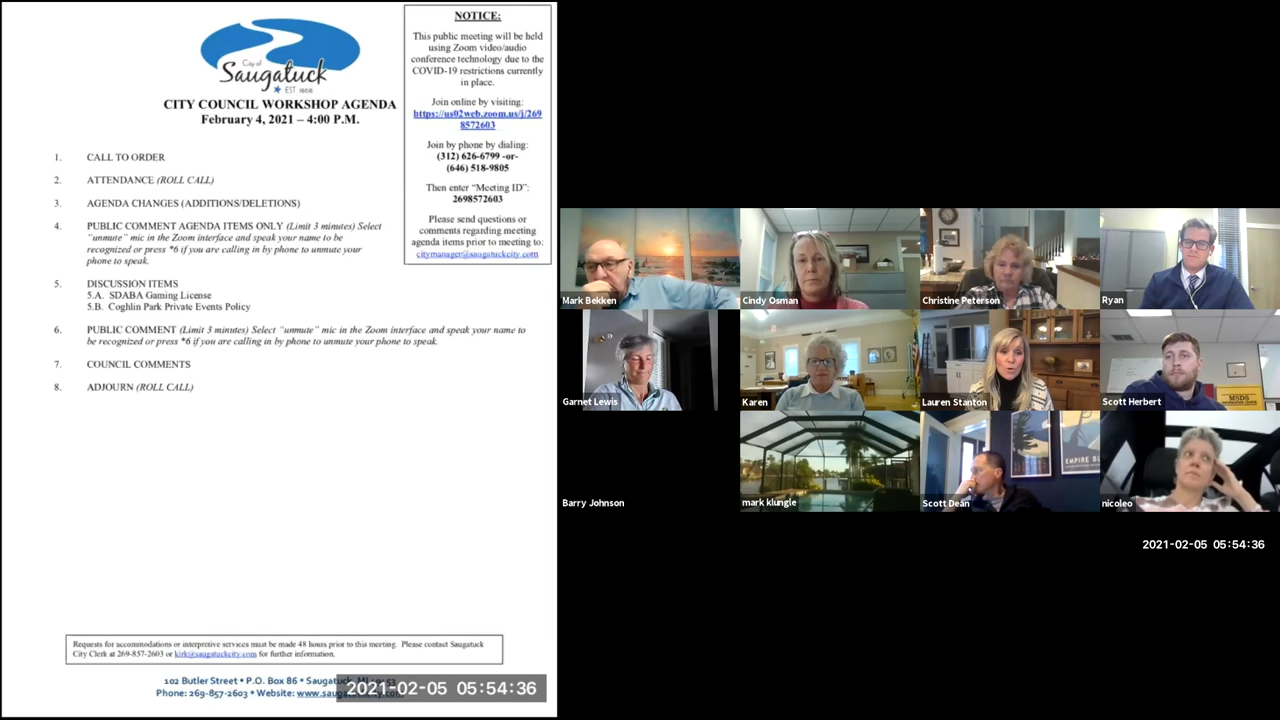 City of
Saugatuck
EST 1868
CITY COUNCIL WORKSHOP AGENDA
February 4, 2021 – 4:00 P.M.
NOTICE:
This public meeting will be held
using Zoom video/audio
conference technology due to the
COVID-19 restrictions currently
in place.
Join online by visiting:
https://us02web.zoom.us/j/269
8572603
Join by phone by dialing:
(312) 626-6799 -or-
(646) 518-9805
Then enter “Meeting ID”:
2698572603
Please send questions or
comments regarding meeting
agenda items prior to meeting to:
citymanager@saugatuckcity.com
1. CALL TO ORDER
2. ATTENDANCE (ROLL CALL)
3. AGENDA CHANGES (ADDITIONS/DELETIONS)
4. PUBLIC COMMENT AGENDA ITEMS ONLY (Limit 3 minutes) Select
“unmute” mic in the Zoom interface and speak your name to be
recognized or press *6 if you are calling in by phone to unmute your
phone to speak.
5. DISCUSSION ITEMS
5.A. SDABA Gaming License
5.B. Coghlin Park Private Events Policy
6. PUBLIC COMMENT (Limit 3 minutes) Select “unmute” mic in the Zoom interface and speak your name to
be recognized or press *6 if you are calling in by phone to unmute your phone to speak.
7. COUNCIL COMMENTS
8. ADJOURN (ROLL CALL)
Requests for accommodations or interpretive services must be made 48 hours prior to this meeting. Please contact Saugatuck
City Clerk at 269-857-2603 or kirk@saugatuckcity.com for further information.
102 Butler Street • P.O. Box 86 • Saugatuck,
Phone: 269-857-2603 • Website: www.
2021-02-05 05:54:36
Mark Bekken
Cindy Osman
Christine Peterson
Ryan
Garnet Lewis
Karen
Lauren Stanton
Scott Herbert
MSDS
Barry Johnson
mark klungle
Scott Dean
EMPIRE
nicoleo
2021-02-05 05:54:36